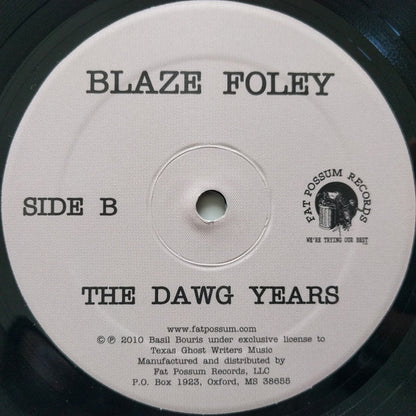 BLAZE FOLEY
SIDE B
FAT POSSUM RECORDS
WE'RE TRYING OUR BEST
THE DAWG YEARS
www.fatpossum.com
© ℗ 2010 Basil Bouris under exclusive license to
Texas Ghost Writers Music
Manufactured and distributed by
Fat Possum Records, LLC
P.O. Box 1923, Oxford, MS 38655